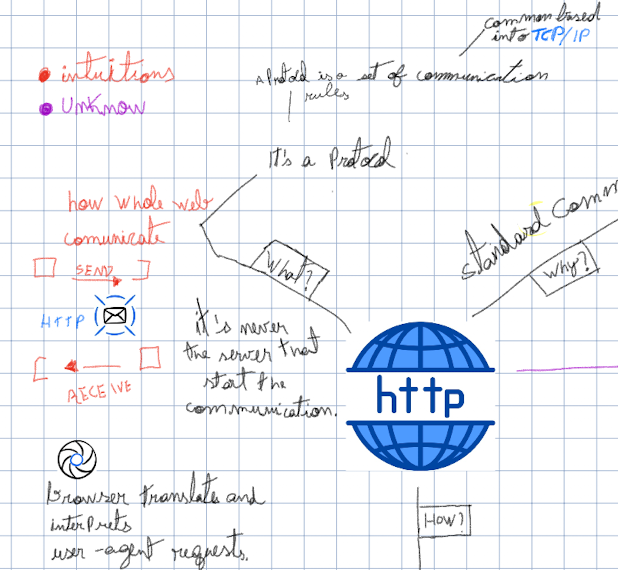 common based
into TCP/IP
intuitions
Unknow
A Protocol is a set of communication
rules
It's a Protocol
how whole web
comunicate
SEND
HTTP
RECEIVE
What?
it's never
the server that
start the
communication.
standard comm
Why?
http
How?
browser translate and
interprets
user-agent requests.